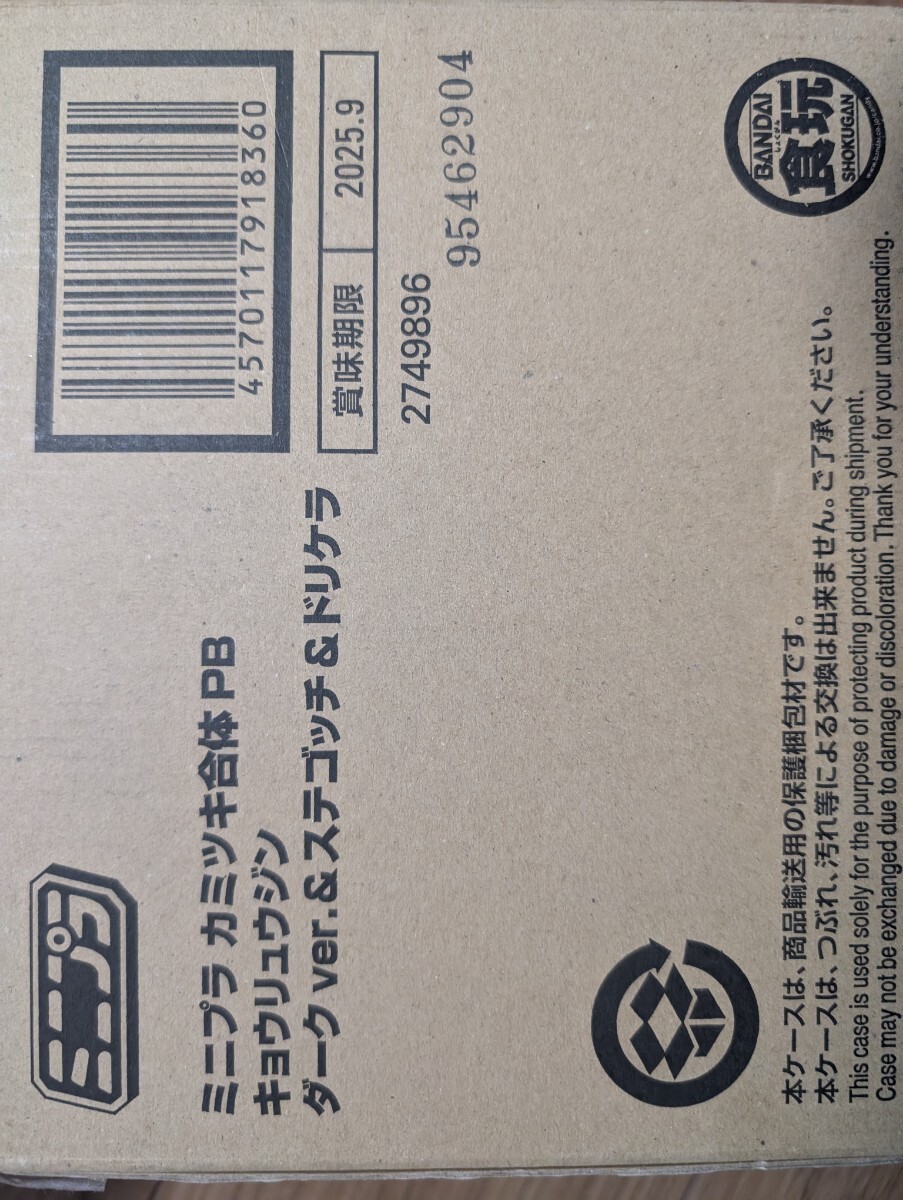 ミニプラ
ミニプラ カミツキ合体 PB
キョウリュウジン
ダーク ver.&ステゴッチ&ドリケラ
4570117918360
賞味期限 2025.9
2749896
95462904
本ケースは、商品輸送用の保護梱包材です。
本ケースは、つぶれ、汚れ等による交換は出来ません。ご了承ください。
This case is used solely for the purpose of protecting product during shipment.
Case may not be exchanged due to damage or discoloration. Thank you for your understanding.
BANDAI
しょくがん
食玩
SHOKUGAN